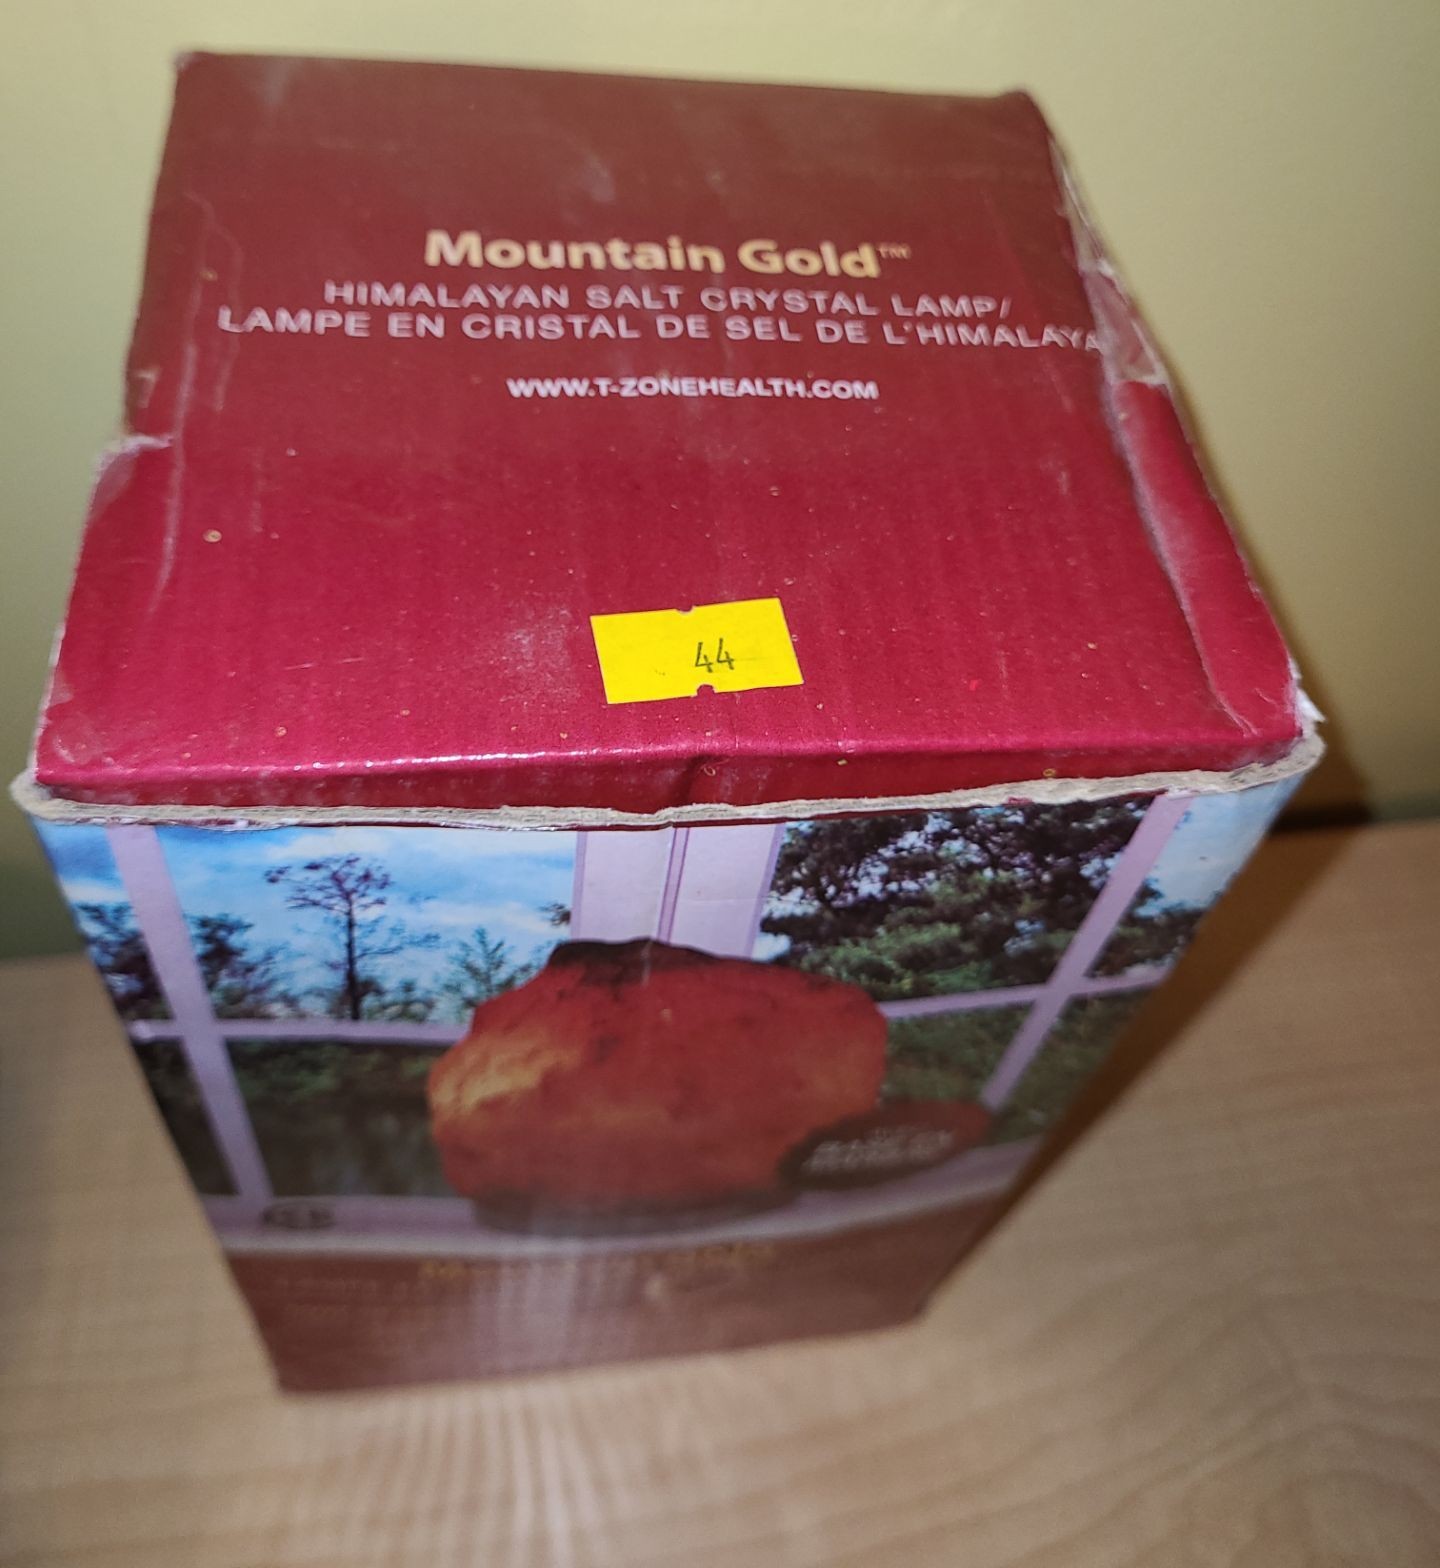 Mountain Gold™
HIMALAYAN SALT CRYSTAL LAMP/
LAMPE EN CRISTAL DE SEL DE L'HIMALAYA
WWW.T-ZONEHEALTH.COM
44